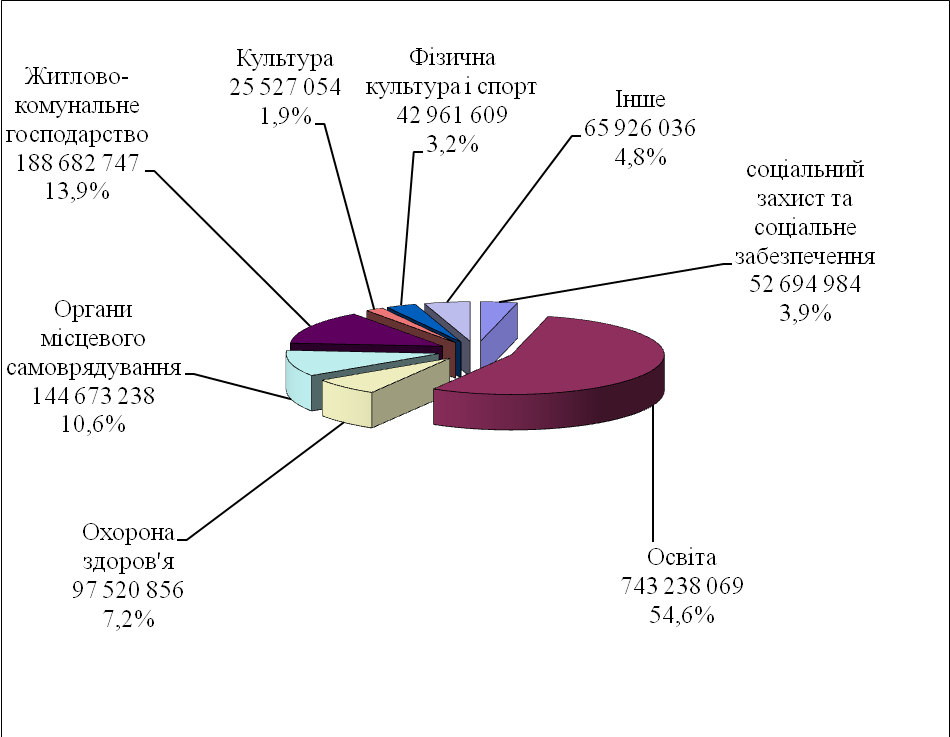 Житлово-
комунальне
господарство
188 682 747
13,9%
Культура
25 527 054
1,9%
Фізична
культура і спорт
42 961 609
3,2%
Інше
65 926 036
4,8%
соціальний
захист та
соціальне
забезпечення
52 694 984
3,9%
Органи
місцевого
самоврядування
144 673 238
10,6%
Охорона
здоров'я
97 520 856
7,2%
Освіта
743 238 069
54,6%